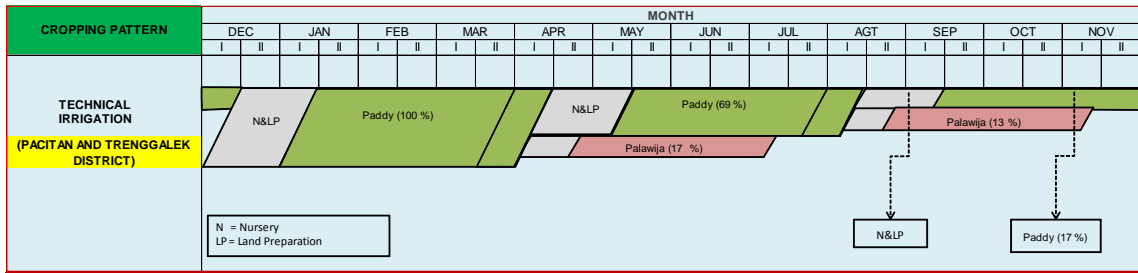 CROPPING PATTERN
MONTH
DEC JAN FEB MAR APR MAY JUN JUL AGT SEP OCT NOV
I II I II I II I II I II I II I II I II I II I II I II I II
TECHNICAL
IRRIGATION
(PACITAN AND TRENGGALEK
DISTRICT)
N&LP
Paddy (100 %)
N&LP
Paddy (69 %)
Palawija (17 %)
Palawija (13 %)
N&LP
Paddy (17 %)
N = Nursery
LP = Land Preparation